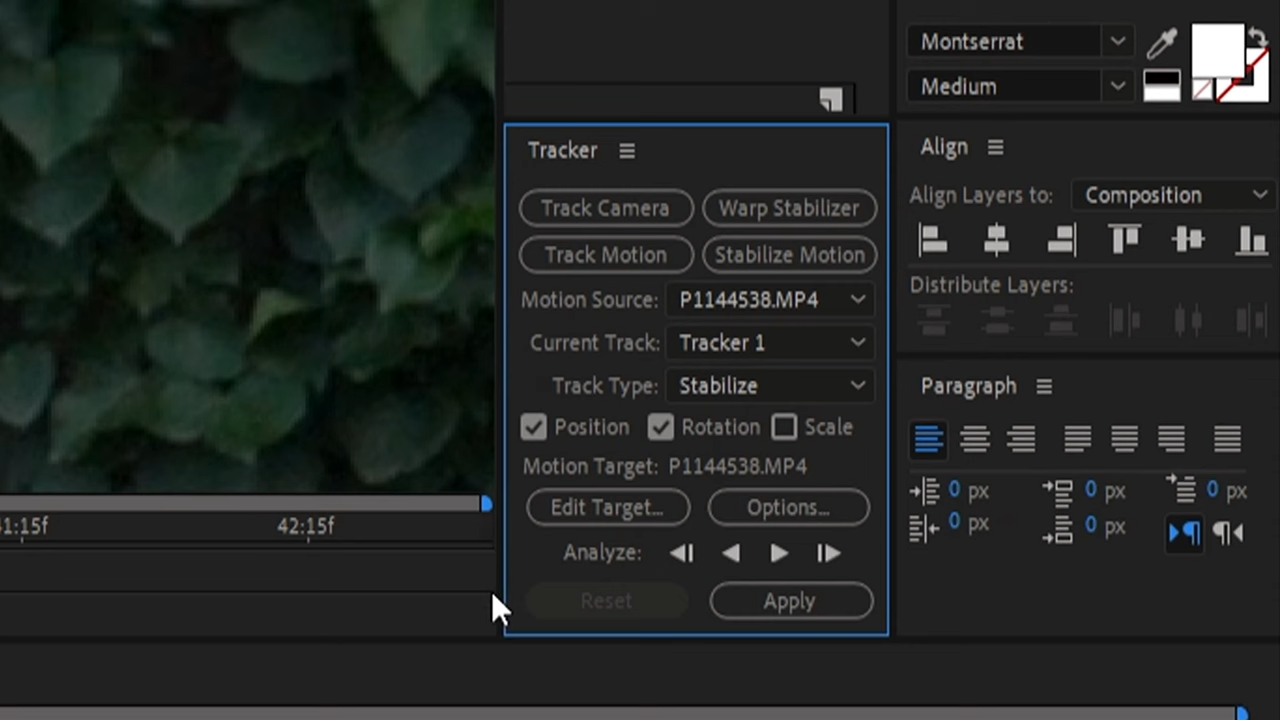 Montserrat
Medium
Tracker
Track Camera
Warp Stabilizer
Track Motion
Stabilize Motion
Motion Source: P1144538.MP4
Current Track: Tracker 1
Track Type: Stabilize
Position Rotation Scale
Motion Target: P1144538.MP4
Edit Target...
Options...
Analyze:
Reset
Apply
Align
Align Layers to: Composition
Distribute Layers:
Paragraph
0 px 0 px 0 px
0 px 0 px
41:15f 42:15f